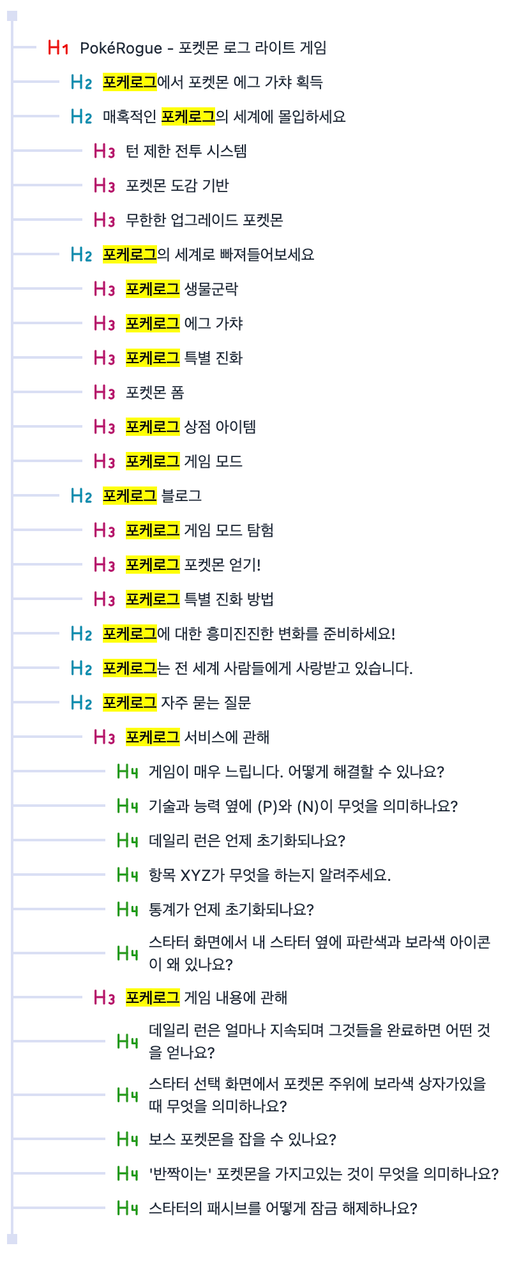 H1 PokéRogue - 포켓몬 로그 라이트 게임
H2 포케로그에서 포켓몬 에그 가챠 획득
H2 매혹적인 포케로그의 세계에 몰입하세요
H3 턴 제한 전투 시스템
H3 포켓몬 도감 기반
H3 무한한 업그레이드 포켓몬
H2 포케로그의 세계로 빠져들어보세요
H3 포케로그 생물군락
H3 포케로그 에그 가챠
H3 포케로그 특별 진화
H3 포켓몬 폼
H3 포케로그 상점 아이템
H3 포케로그 게임 모드
H2 포케로그 블로그
H3 포케로그 게임 모드 탐험
H3 포케로그 포켓몬 얻기!
H3 포케로그 특별 진화 방법
H2 포케로그에 대한 흥미진진한 변화를 준비하세요!
H2 포케로그는 전 세계 사람들에게 사랑받고 있습니다.
H2 포케로그 자주 묻는 질문
H3 포케로그 서비스에 관해
H4 게임이 매우 느립니다. 어떻게 해결할 수 있나요?
H4 기술과 능력 옆에 (P)와 (N)이 무엇을 의미하나요?
H4 데일리 런은 언제 초기화되나요?
H4 항목 XYZ가 무엇을 하는지 알려주세요.
H4 통계가 언제 초기화되나요?
H4 스타터 화면에서 내 스타터 옆에 파란색과 보라색 아이콘
이 왜 있나요?
H3 포케로그 게임 내용에 관해
H4 데일리 런은 얼마나 지속되며 그것들을 완료하면 어떤 것
을 얻나요?
H4 스타터 선택 화면에서 포켓몬 주위에 보라색 상자가있을
때 무엇을 의미하나요?
H4 보스 포켓몬을 잡을 수 있나요?
H4 '반짝이는' 포켓몬을 가지고있는 것이 무엇을 의미하나요?
H4 스타터의 패시브를 어떻게 잠금 해제하나요?